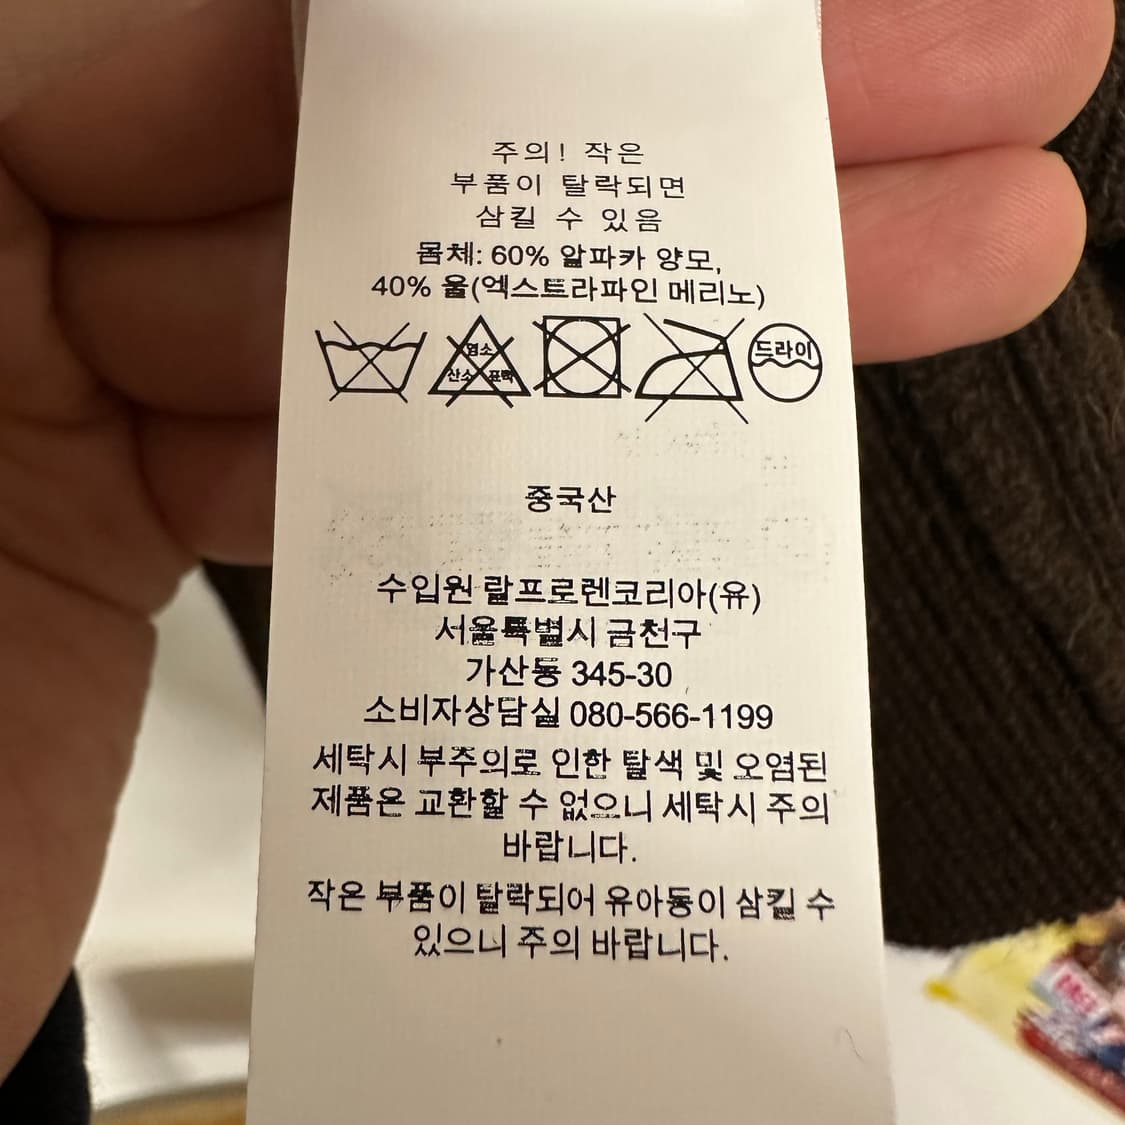 주의! 작은
부품이 탈락되면
삼킬 수 있음
몸체: 60% 알파카 양모,
40% 울(엑스트라파인 메리노)
염소
산소 표백
드라이
중국산
수입원 랄프로렌코리아(유)
서울특별시 금천구
가산동 345-30
소비자상담실 080-566-1199
세탁시 부주의로 인한 탈색 및 오염된
제품은 교환할 수 없으니 세탁시 주의
바랍니다.
작은 부품이 탈락되어 유아동이 삼킬 수
있으니 주의 바랍니다.